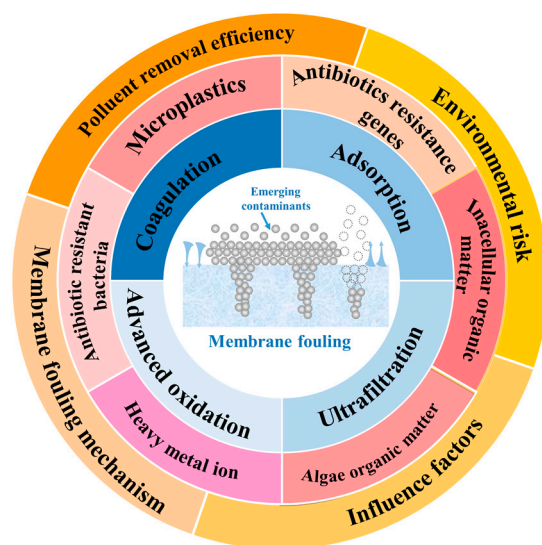 Pollutent removal efficiency
Environmental risk
Influence factors
Membrane fouling mechanism
Microplastics
Antibiotics resistance
genes
Inacellular organic
matter
Algae organic matter
Heavy metal ion
Antibiotic resistant
bacteria
Coagulation
Adsorption
Ultrafiltration
Advanced oxidation
Emerging
contaminants
Membrane fouling